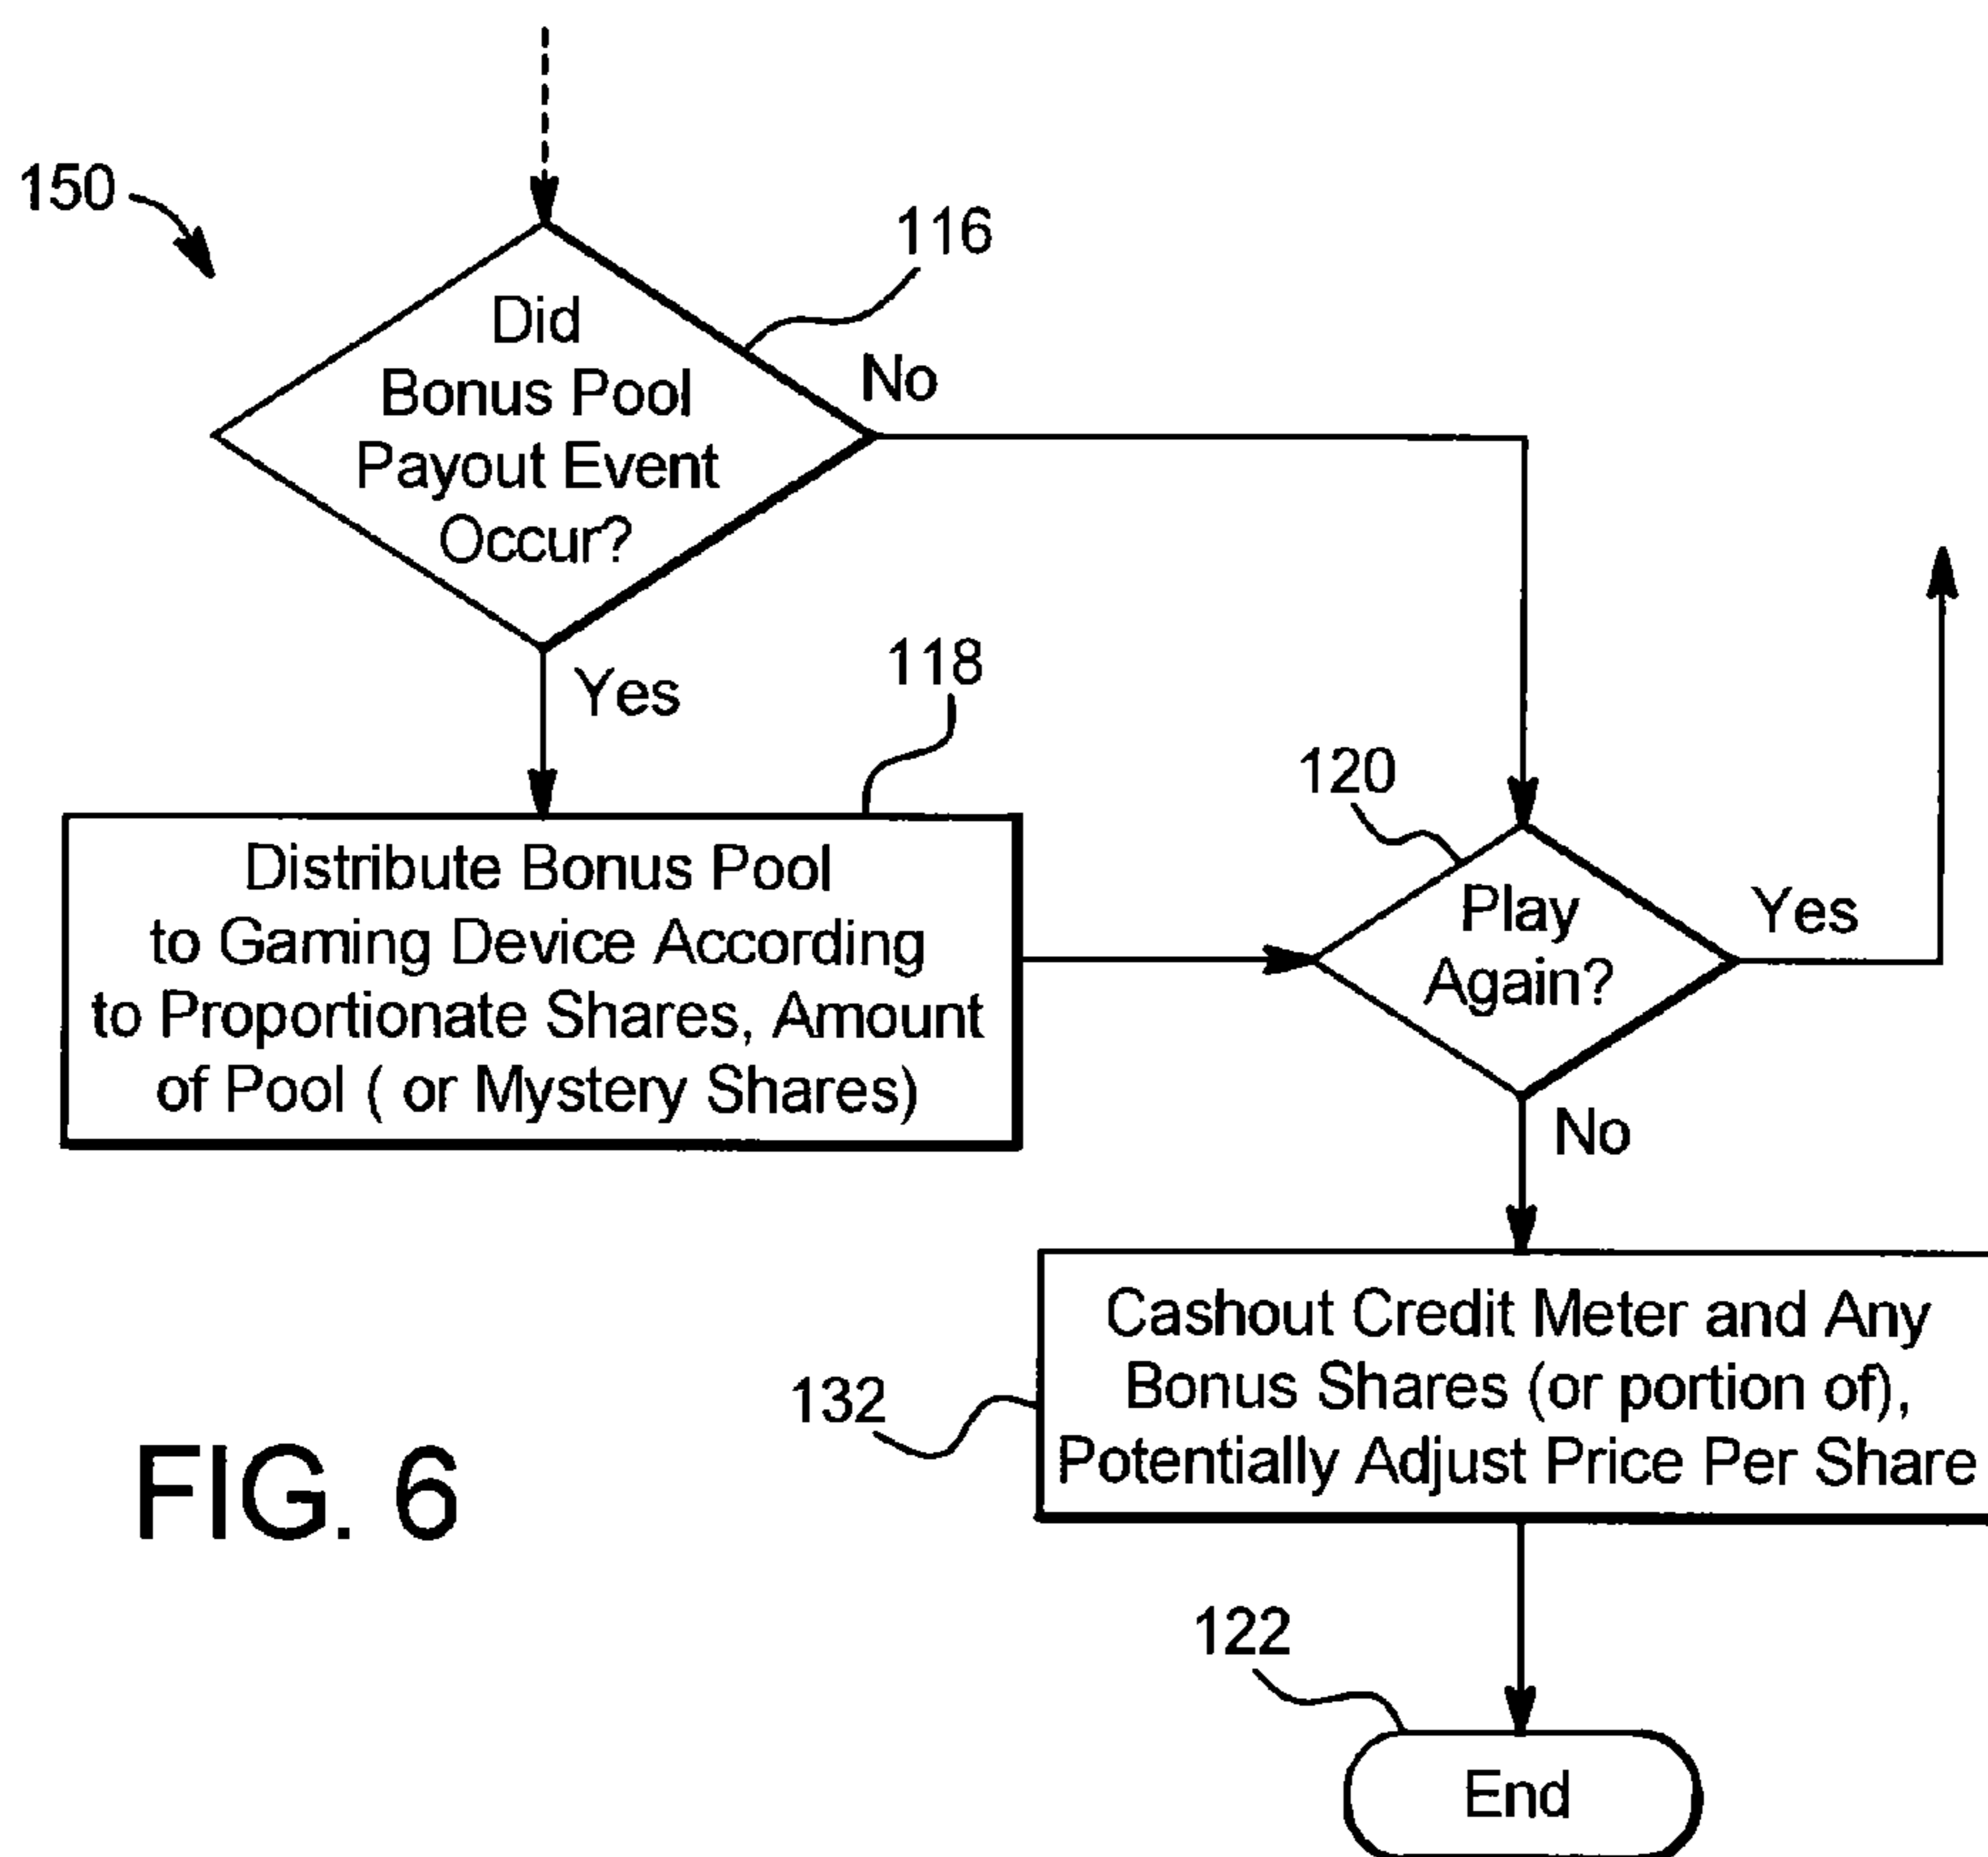 150
116
Did
Bonus Pool
Payout Event
Occur?
No
Yes
118
Distribute Bonus Pool
to Gaming Device According
to Proportionate Shares, Amount
of Pool ( or Mystery Shares)
120
Play
Again?
Yes
No
132
Cashout Credit Meter and Any
Bonus Shares (or portion of),
Potentially Adjust Price Per Share
122
End
FIG. 6